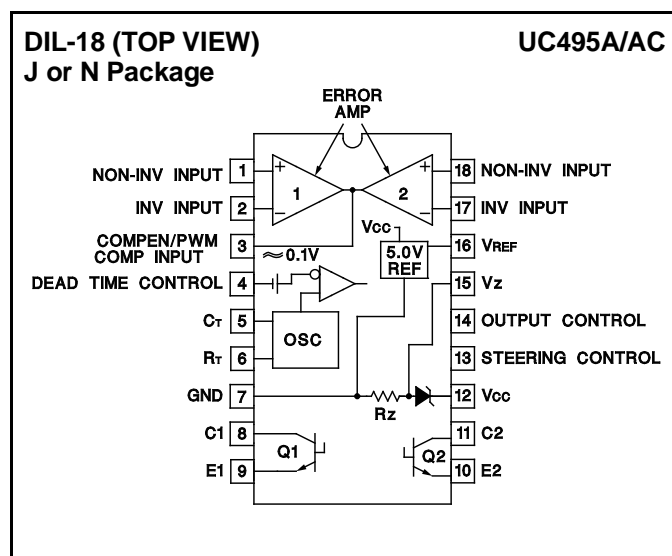 DIL-18 (TOP VIEW) UC495A/AC
J or N Package
ERROR
AMP
NON-INV INPUT 1 + 1 2 + 18 NON-INV INPUT
INV INPUT 2 − − 17 INV INPUT
COMPEN/PWM
COMP INPUT 3 ≈0.1V Vcc 5.0V REF 16 VREF
DEAD TIME CONTROL 4 15 Vz
CT 5 OSC 14 OUTPUT CONTROL
RT 6 13 STEERING CONTROL
GND 7 Rz 12 Vcc
C1 8 Q1 Q2 11 C2
E1 9 10 E2